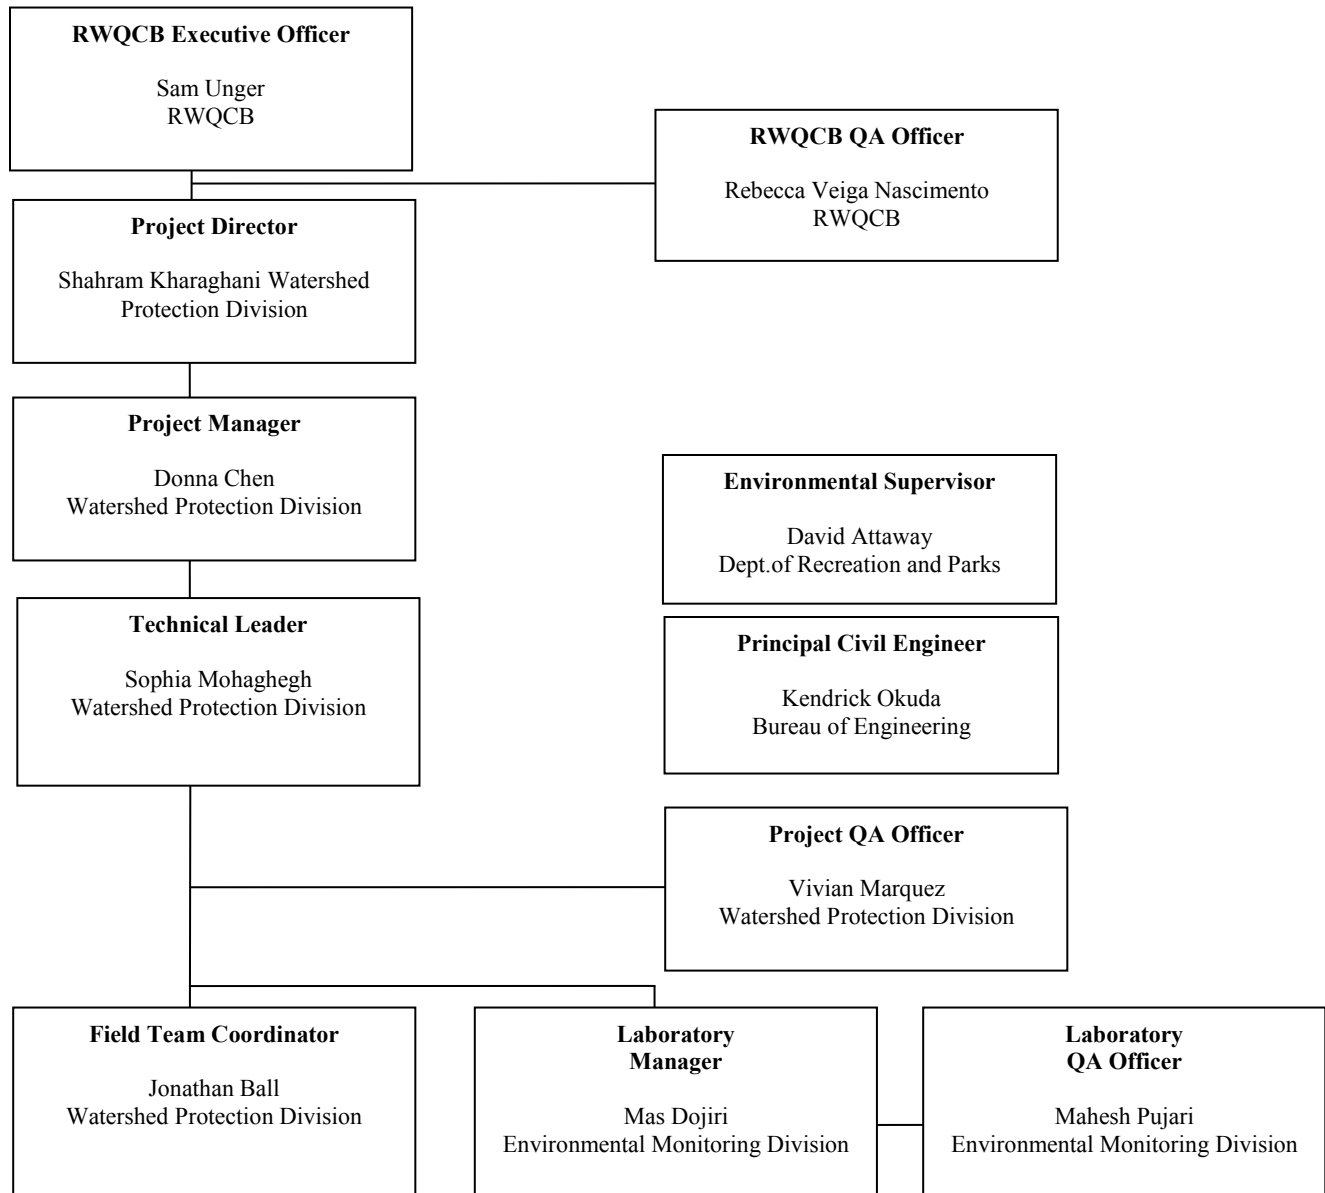 RWQCB Executive Officer
Sam Unger
RWQCB
RWQCB QA Officer
Rebecca Veiga Nascimento
RWQCB
Project Director
Shahram Kharaghani Watershed
Protection Division
Project Manager
Donna Chen
Watershed Protection Division
Environmental Supervisor
David Attaway
Dept.of Recreation and Parks
Technical Leader
Sophia Mohaghegh
Watershed Protection Division
Principal Civil Engineer
Kendrick Okuda
Bureau of Engineering
Project QA Officer
Vivian Marquez
Watershed Protection Division
Field Team Coordinator
Jonathan Ball
Watershed Protection Division
Laboratory
Manager
Mas Dojiri
Environmental Monitoring Division
Laboratory
QA Officer
Mahesh Pujari
Environmental Monitoring Division